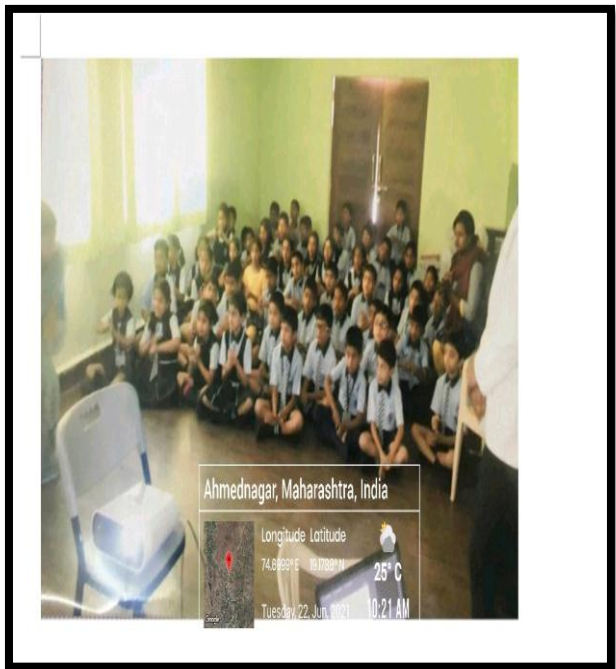 Ahmednagar, Maharashtra, India
Longitude Latitude
25° C
Tuesday, 22, Jun, 2021 10:21 AM